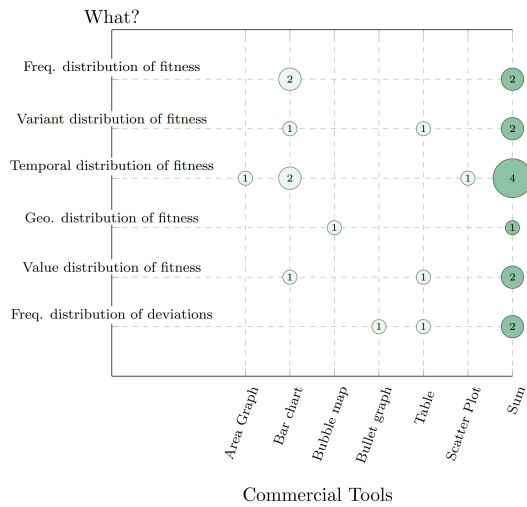 What?
Freq. distribution of fitness
2 2
Variant distribution of fitness
1 1 2
Temporal distribution of fitness
1 2 1 4
Geo. distribution of fitness
1 1
Value distribution of fitness
1 1 2
Freq. distribution of deviations
1 1 2
Area Graph
Bar chart
Bubble map
Bullet graph
Table
Scatter Plot
Sum
Commercial Tools